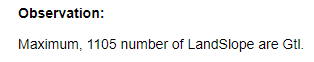 Observation:
Maximum, 1105 number of LandSlope are Gtl.